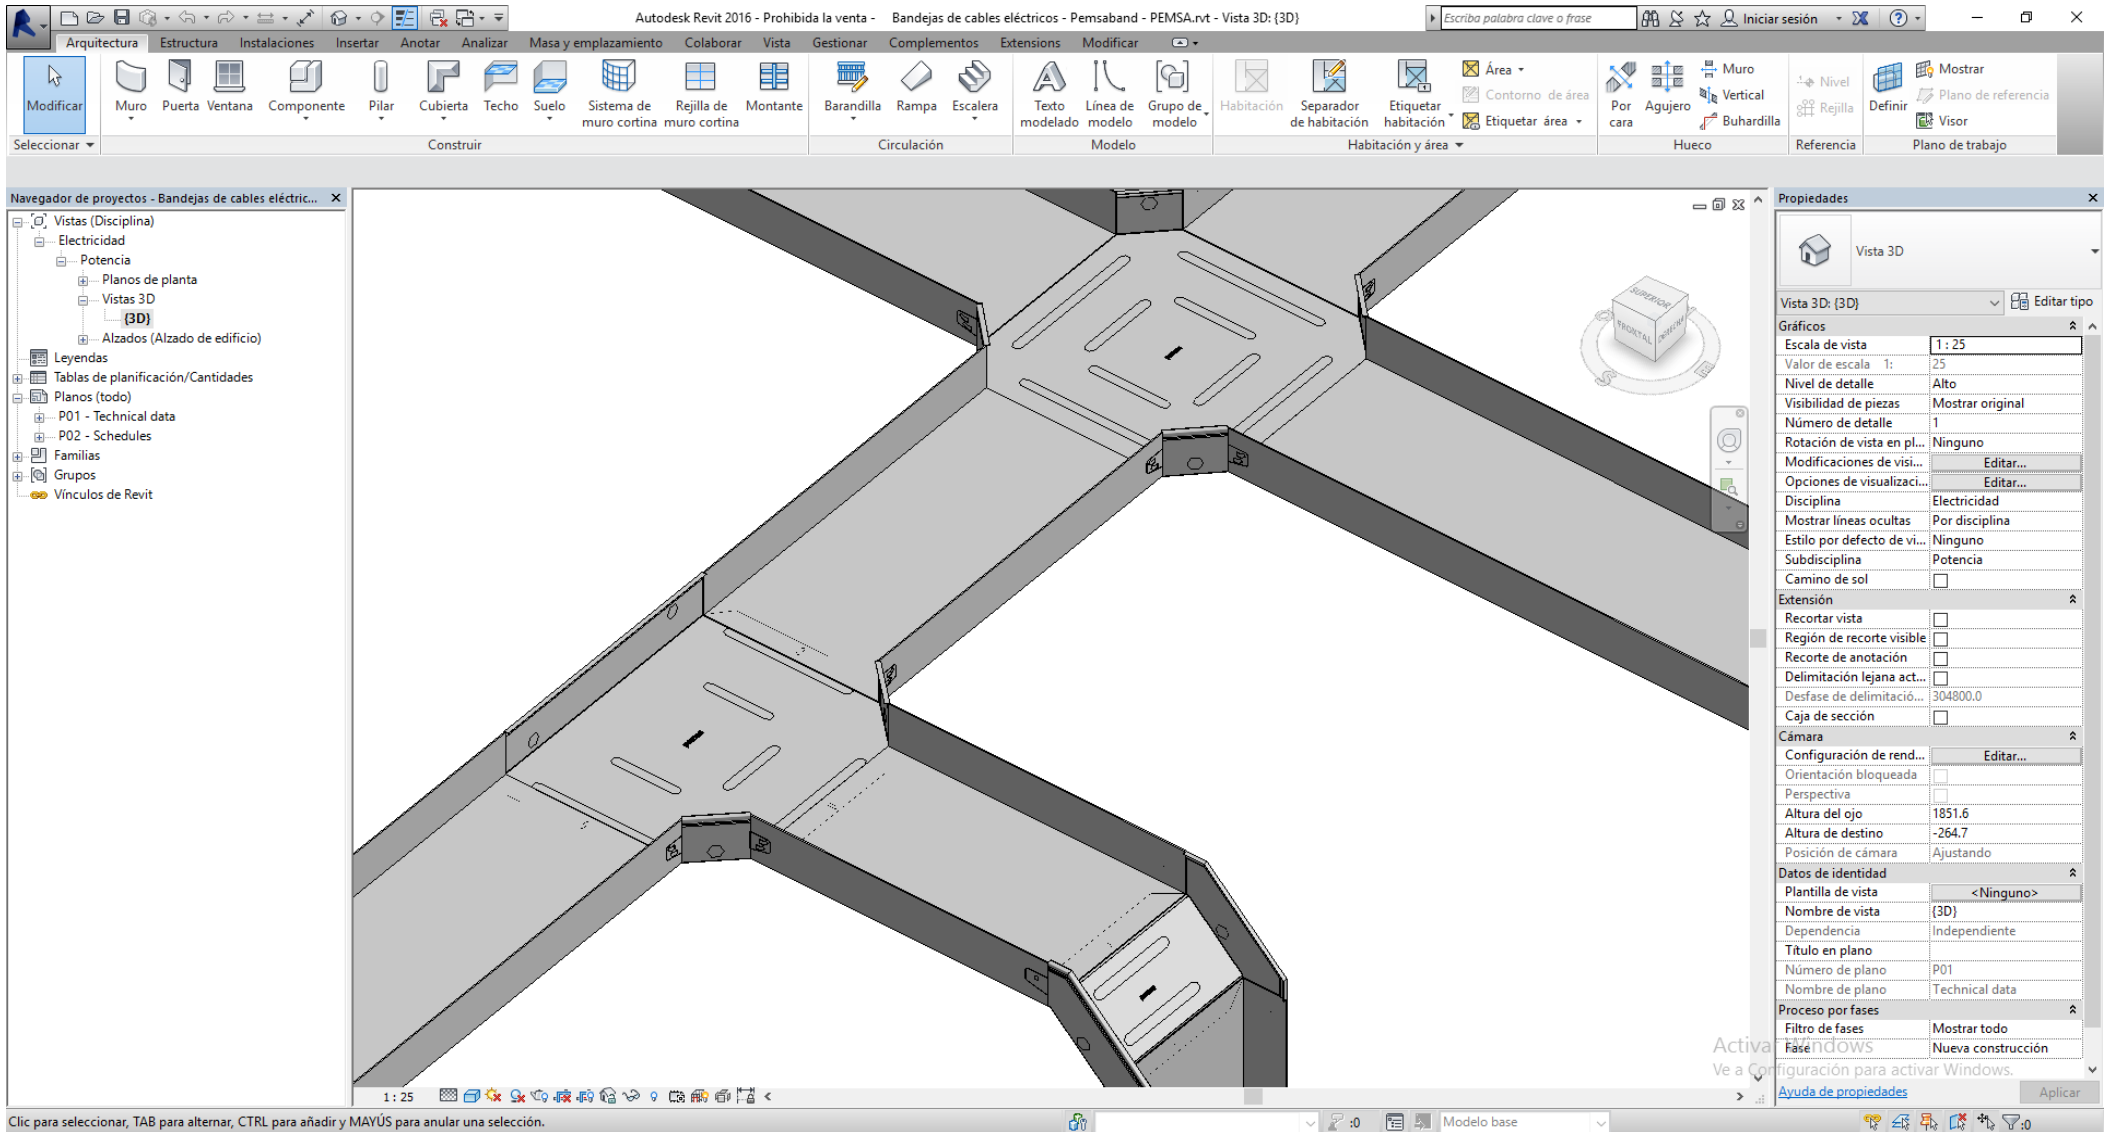 Autodesk Revit 2016 - Prohibida la venta - Bandejas de cables eléctricos - Pemsaband - PEMSA.rvt - Vista 3D: {3D}
Escriba palabra clave o frase
Iniciar sesión
Arquitectura Estructura Instalaciones Insertar Anotar Analizar Masa y emplazamiento Colaborar Vista Gestionar Complementos Extensions Modificar
Modificar
Muro
Puerta
Ventana
Componente
Pilar
Cubierta
Techo
Suelo
Sistema de
muro cortina
Rejilla de
muro cortina
Montante
Barandilla
Rampa
Escalera
Texto
modelado
Línea de
modelo
Grupo de
modelo
Habitación
Separador
de habitación
Etiquetar
habitación
Área
Contorno de área
Etiquetar área
Por
cara
Agujero
Muro
Vertical
Buhardilla
Nivel
Rejilla
Definir
Mostrar
Plano de referencia
Visor
Seleccionar
Construir
Circulación
Modelo
Habitación y área
Hueco
Referencia
Plano de trabajo
Navegador de proyectos - Bandejas de cables eléctric...
Vistas (Disciplina)
Electricidad
Potencia
Planos de planta
Vistas 3D
{3D}
Alzados (Alzado de edificio)
Leyendas
Tablas de planificación/Cantidades
Planos (todo)
P01 - Technical data
P02 - Schedules
Familias
Grupos
Vínculos de Revit
SUPERIOR
FRONTAL
Propiedades
Vista 3D
Vista 3D: {3D}
Editar tipo
Gráficos
Escala de vista 1 : 25
Valor de escala 1: 25
Nivel de detalle Alto
Visibilidad de piezas Mostrar original
Número de detalle 1
Rotación de vista en pl... Ninguno
Modificaciones de visi... Editar...
Opciones de visualizaci... Editar...
Disciplina Electricidad
Mostrar líneas ocultas Por disciplina
Estilo por defecto de vi... Ninguno
Subdisciplina Potencia
Camino de sol
Extensión
Recortar vista
Región de recorte visible
Recorte de anotación
Delimitación lejana act...
Desfase de delimitació... 304800.0
Caja de sección
Cámara
Configuración de rend... Editar...
Orientación bloqueada
Perspectiva
Altura del ojo 1851.6
Altura de destino -264.7
Posición de cámara Ajustando
Datos de identidad
Plantilla de vista <Ninguno>
Nombre de vista {3D}
Dependencia Independiente
Título en plano
Número de plano P01
Nombre de plano Technical data
Proceso por fases
Filtro de fases Mostrar todo
Fase Nueva construcción
Activar Windows
Ve a Configuración para activar Windows.
Ayuda de propiedades
Aplicar
1 : 25
Clic para seleccionar, TAB para alternar, CTRL para añadir y MAYÚS para anular una selección.
:0
Modelo base
:0